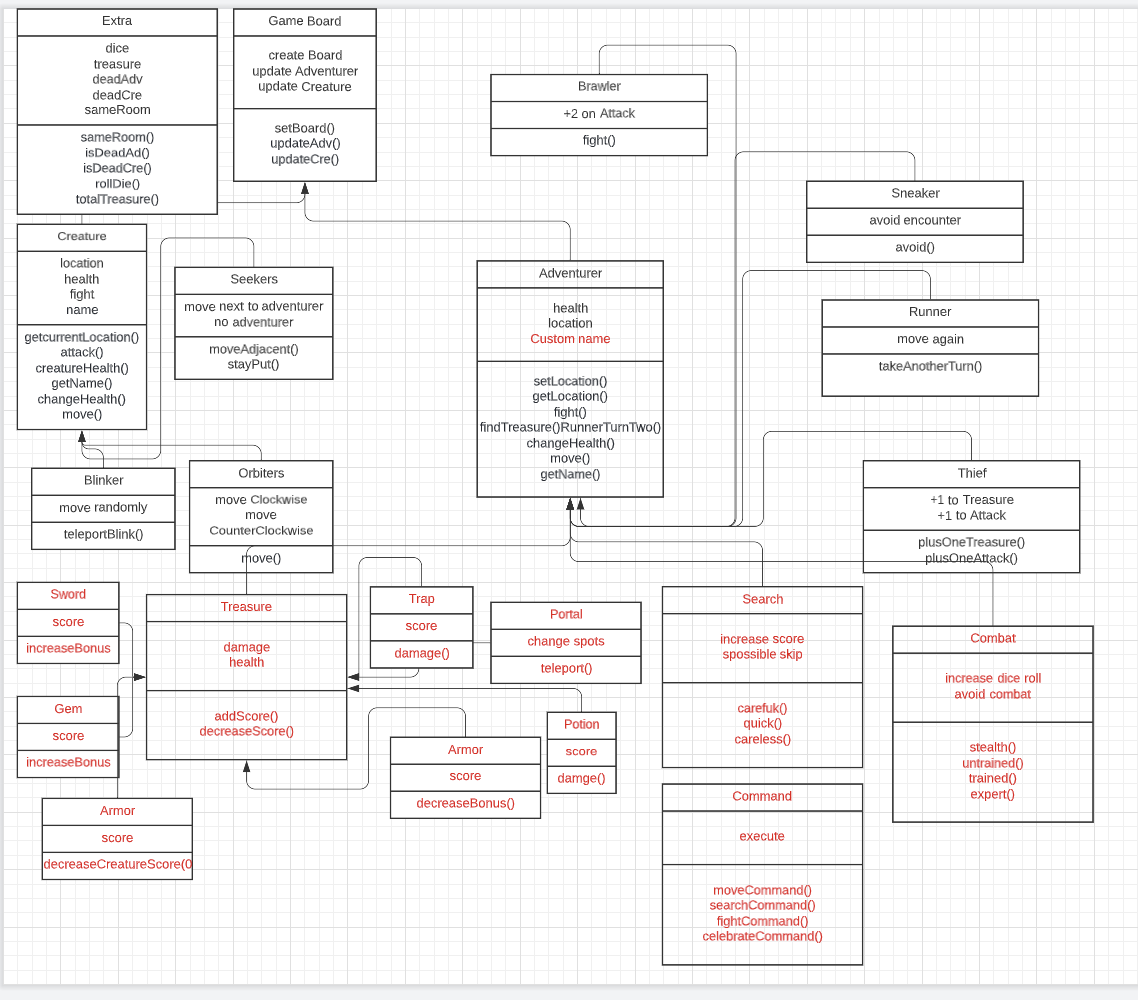 Extra
dice
treasure
deadAdv
deadCre
sameRoom
sameRoom()
isDeadAd()
isDeadCre()
rollDie()
totalTreasure()
Game Board
create Board
update Adventurer
update Creature
setBoard()
updateAdv()
updateCre()
Brawler
+2 on Attack
fight()
Sneaker
avoid encounter
avoid()
Creature
location
health
fight
name
getcurrentLocation()
attack()
creatureHealth()
getName()
changeHealth()
move()
Seekers
move next to adventurer
no adventurer
moveAdjacent()
stayPut()
Adventurer
health
location
Custom name
setLocation()
getLocation()
fight()
findTreasure()RunnerTurnTwo()
changeHealth()
move()
getName()
Runner
move again
takeAnotherTurn()
Blinker
move randomly
teleportBlink()
Orbiters
move Clockwise
move
CounterClockwise
move()
Thief
+1 to Treasure
+1 to Attack
plusOneTreasure()
plusOneAttack()
Sword
score
increaseBonus
Treasure
damage
health
addScore()
decreaseScore()
Trap
score
damage()
Portal
change spots
teleport()
Search
increase score
spossible skip
carefuk()
quick()
careless()
Combat
increase dice roll
avoid combat
stealth()
untrained()
trained()
expert()
Gem
score
increaseBonus
Armor
score
decreaseBonus()
Potion
score
damge()
Armor
score
decreaseCreatureScore(0
Command
execute
moveCommand()
searchCommand()
fightCommand()
celebrateCommand()